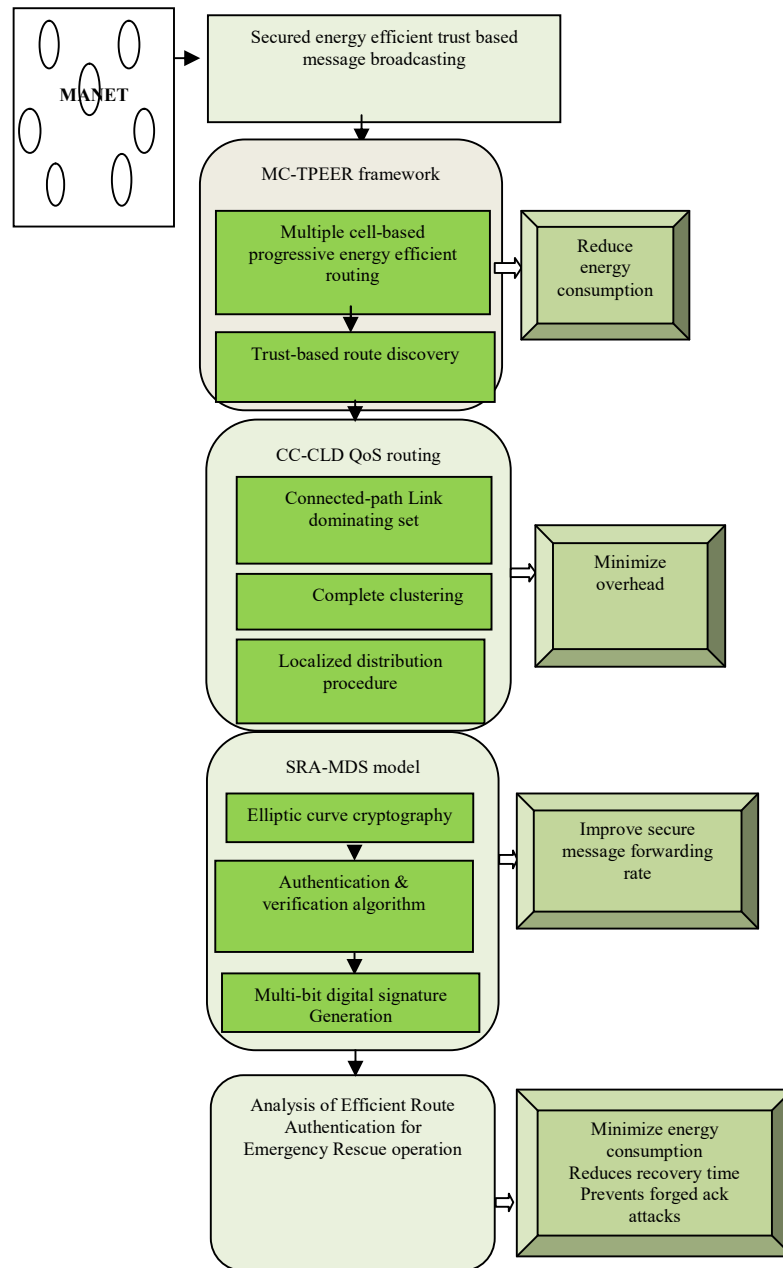 MANET
Secured energy efficient trust based
message broadcasting
MC-TPEER framework
Multiple cell-based
progressive energy efficient
routing
Reduce
energy
consumption
Trust-based route discovery
CC-CLD QoS routing
Connected-path Link
dominating set
Complete clustering
Localized distribution
procedure
Minimize
overhead
SRA-MDS model
Elliptic curve cryptography
Authentication &
verification algorithm
Multi-bit digital signature
Generation
Improve secure
message forwarding
rate
Analysis of Efficient Route
Authentication for
Emergency Rescue operation
Minimize energy
consumption
Reduces recovery time
Prevents forged ack
attacks